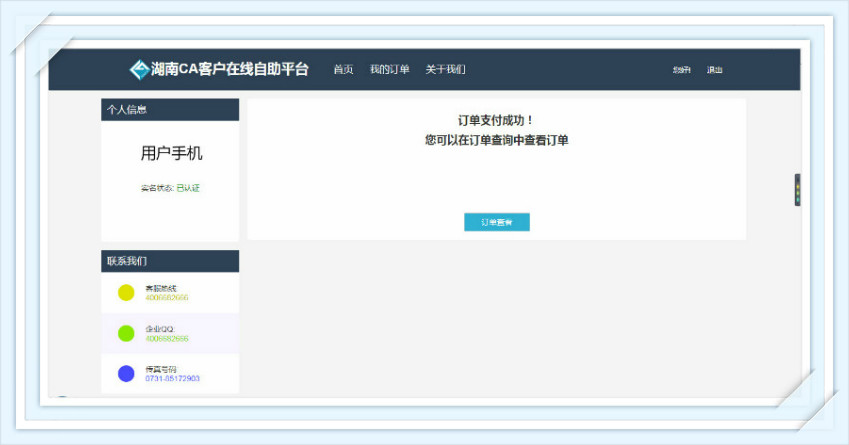 湖南CA客户在线自助平台
首页 我的订单 关于我们
您好! 退出
个人信息
用户手机
实名状态: 已认证
订单支付成功！
您可以在订单查询中查看订单
订单查询
联系我们
客服热线:
4006682666
企业QQ:
4006682666
传真号码:
0731-85172903